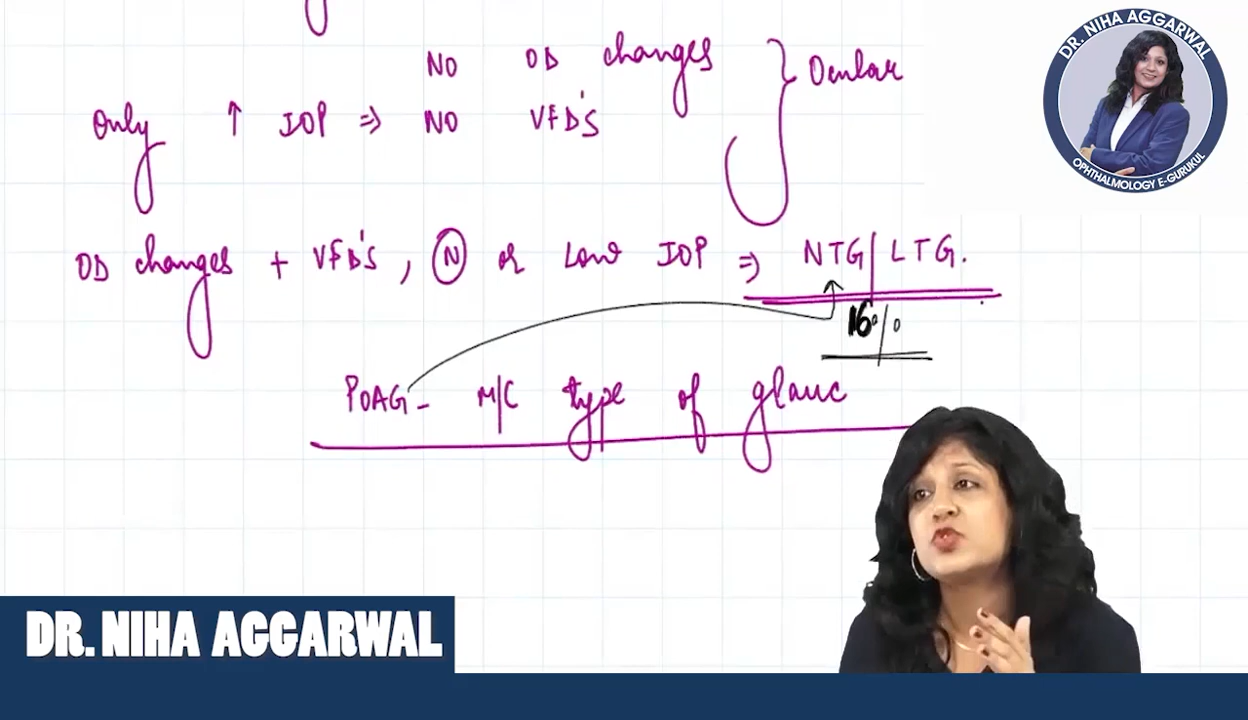 NO OD changes } Ocular
Only ↑ IOP ⇒ NO VFD'S
OD changes + VFD'S, (N) or Low IOP ⇒ NTG/LTG.
16%
POAG - M/C type of glauc
DR. NIHA AGGARWAL
OPHTHALMOLOGY E-GURUKUL
DR. NIHA AGGARWAL